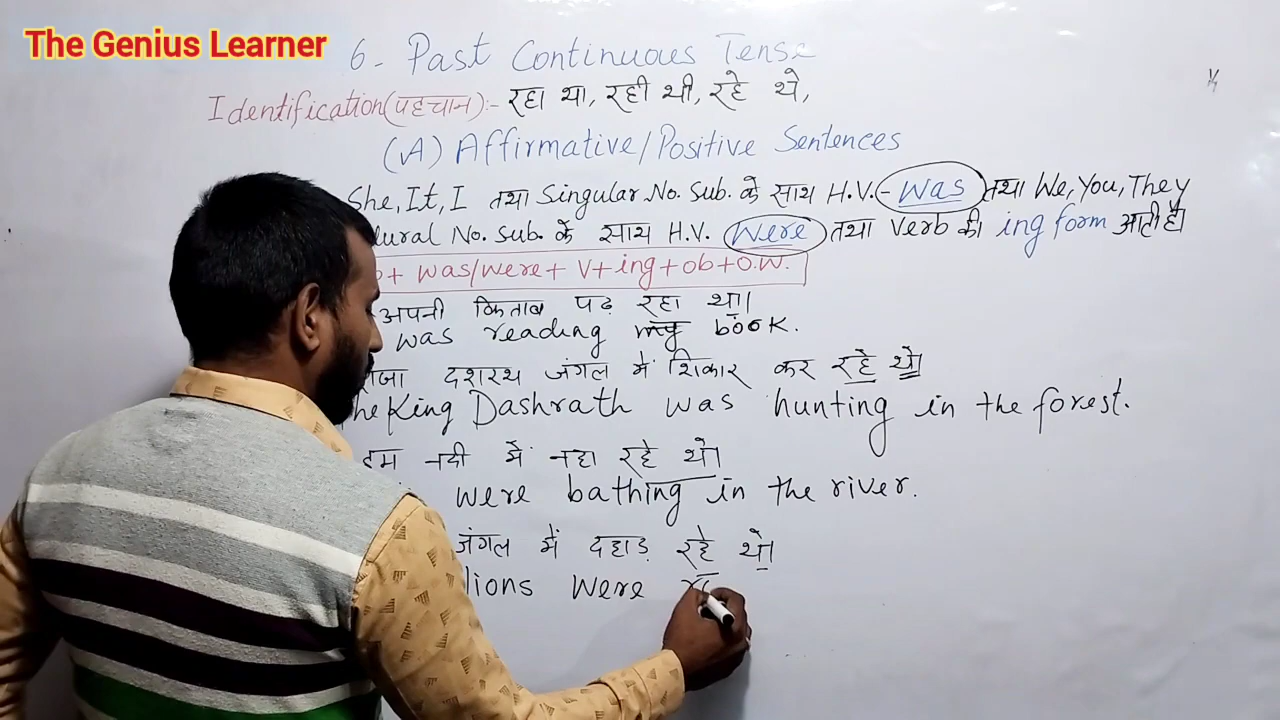 The Genius Learner
6- Past Continuous Tense
Identification(पहचान):- रहा था, रही थी, रहे थे,
(A) Affirmative/Positive Sentences
She, It, I तथा Singular No. Sub. के साथ H.V.- was तथा We, You, They
lural No. Sub. के साथ H.V. Were तथा Verb की ing form आती है।
+ was/were + V+ing+ob+O.W.
अपनी किताब पढ़ रहा था।
was reading my book.
दशरथ जंगल में शिकार कर रहे थे।
he King Dashrath was hunting in the forest.
हम नदी में नहा रहे थे।
were bathing in the river.
जंगल में दहाड़ रहे थे।
lions were